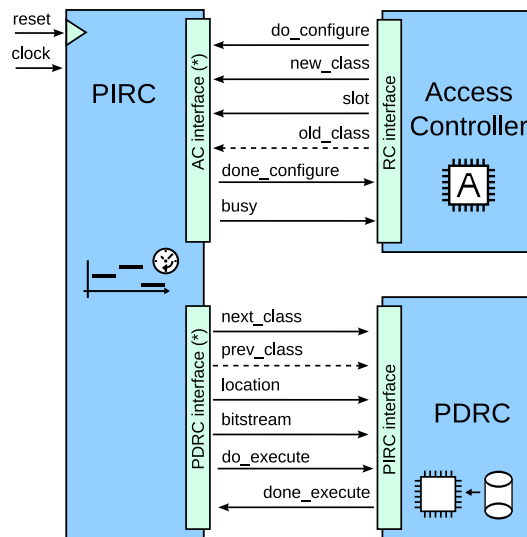 reset
clock
PIRC
AC interface (*)
do_configure
new_class
slot
old_class
done_configure
busy
RC interface
Access
Controller
A
PDRC interface (*)
next_class
prev_class
location
bitstream
do_execute
done_execute
PIRC interface
PDRC